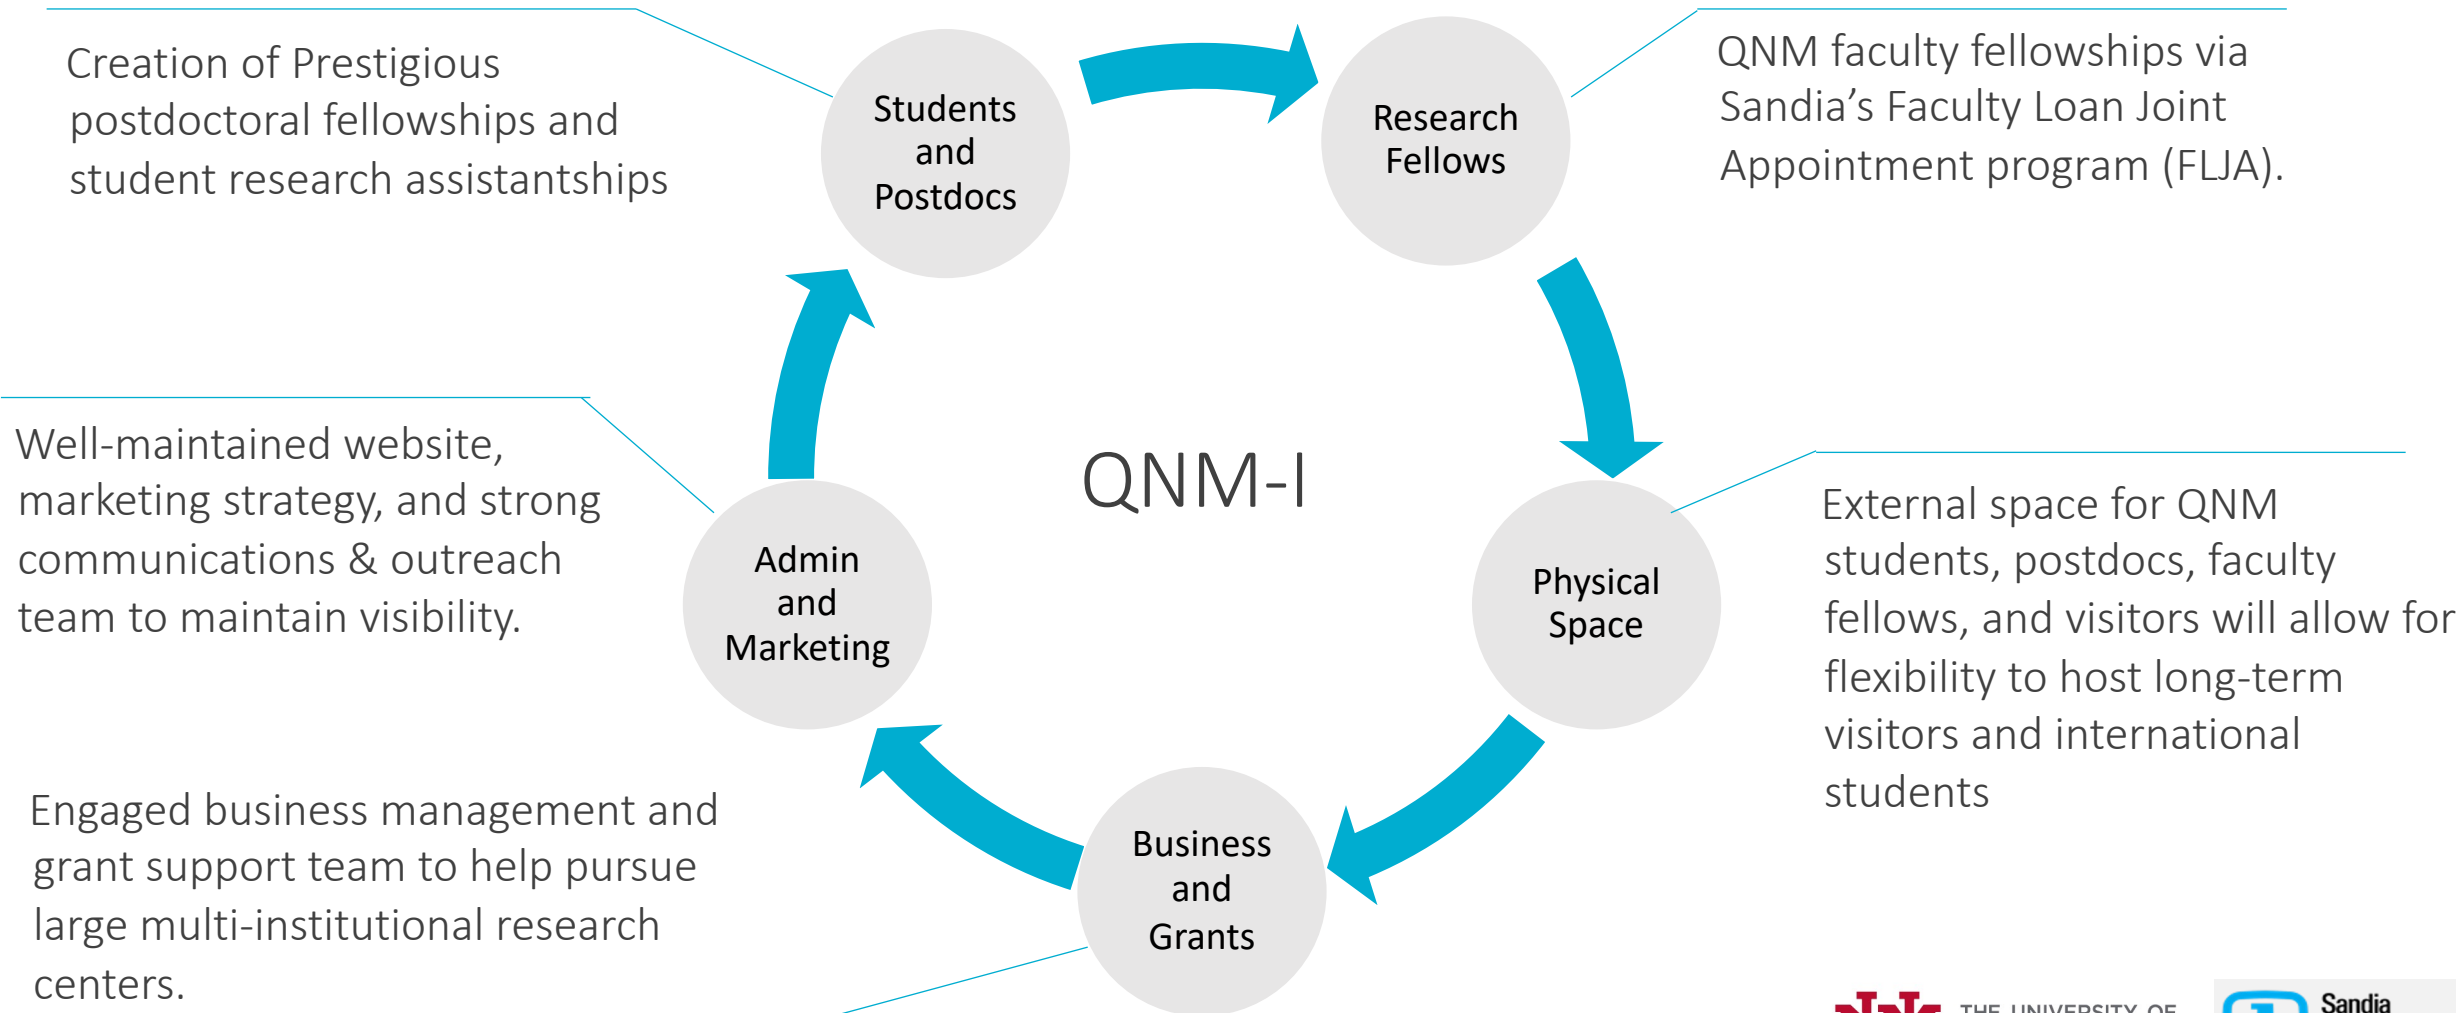 Creation of Prestigious
postdoctoral fellowships and
student research assistantships
Students
and
Postdocs
Research
Fellows
QNM faculty fellowships via
Sandia’s Faculty Loan Joint
Appointment program (FLJA).
Well-maintained website,
marketing strategy, and strong
communications & outreach
team to maintain visibility.
Admin
and
Marketing
QNM-I
Physical
Space
External space for QNM
students, postdocs, faculty
fellows, and visitors will allow for
flexibility to host long-term
visitors and international
students
Engaged business management and
grant support team to help pursue
large multi-institutional research
centers.
Business
and
Grants
THE UNIVERSITY OF
Sandia